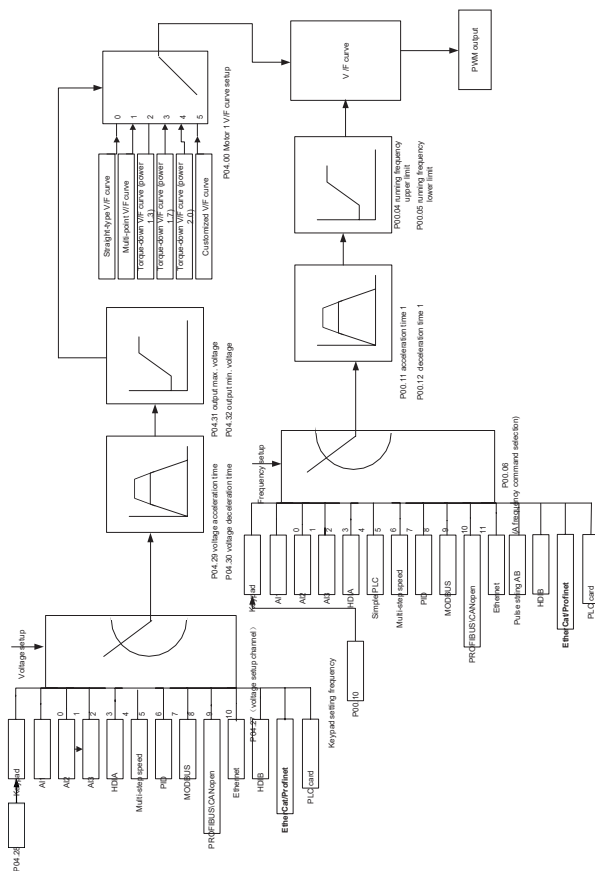 Voltage setup
P04.28
Keypad
AI1
AI2
AI3
HDIA
Multi-step speed
PID
MODBUS
PROFIBUS\CANopen
Ethernet
HDIB
EtherCat/Profinet
PLC card
0
1
2
3
4
5
6
7
8
9
10
P04.27 (voltage setup channel)
P04.29 voltage acceleration time
P04.30 voltage deceleration time
P04.31 output max. voltage
P04.32 output min. voltage
Straight-type V/F curve
Multi-point V/F curve
Torque-down V/F curve (power
1.3)
Torque-down V/F curve (power
1.7)
Torque-down V/F curve (power
2.0)
Customized V/F curve
0
1
2
3
4
5
P04.00 Motor 1 V/F curve setup
Keypad setting frequency
P00.10
Frequency setup
Keypad
AI1
AI2
AI3
HDIA
Simple PLC
Multi-step speed
PID
MODBUS
PROFIBUS\CANopen
Ethernet
Pulse string AB
HDIB
EtherCat/Profinet
PLC card
0
1
2
3
4
5
6
7
8
9
10
11
P00.06
(A frequency command selection)
P00.11 acceleration time 1
P00.12 deceleration time 1
P00.04 running frequency
upper limit
P00.05 running frequency
lower limit
V /F curve
PWM output